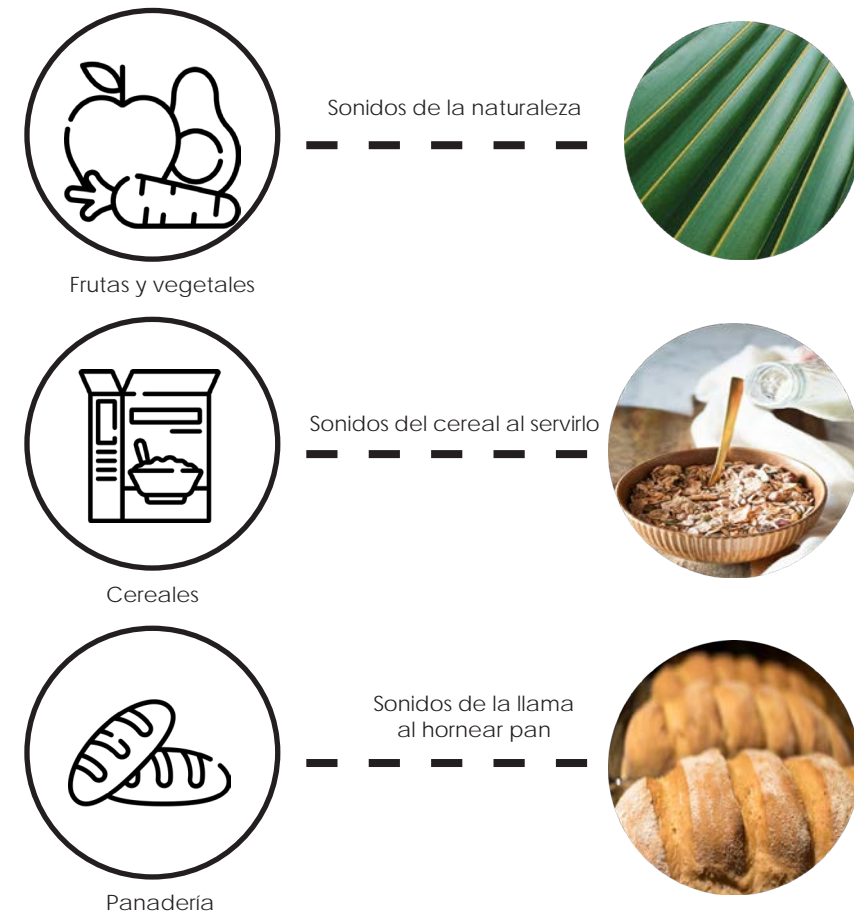 Sonidos de la naturaleza
Frutas y vegetales
Sonidos del cereal al servirlo
Cereales
Sonidos de la llama
al hornear pan
Panadería